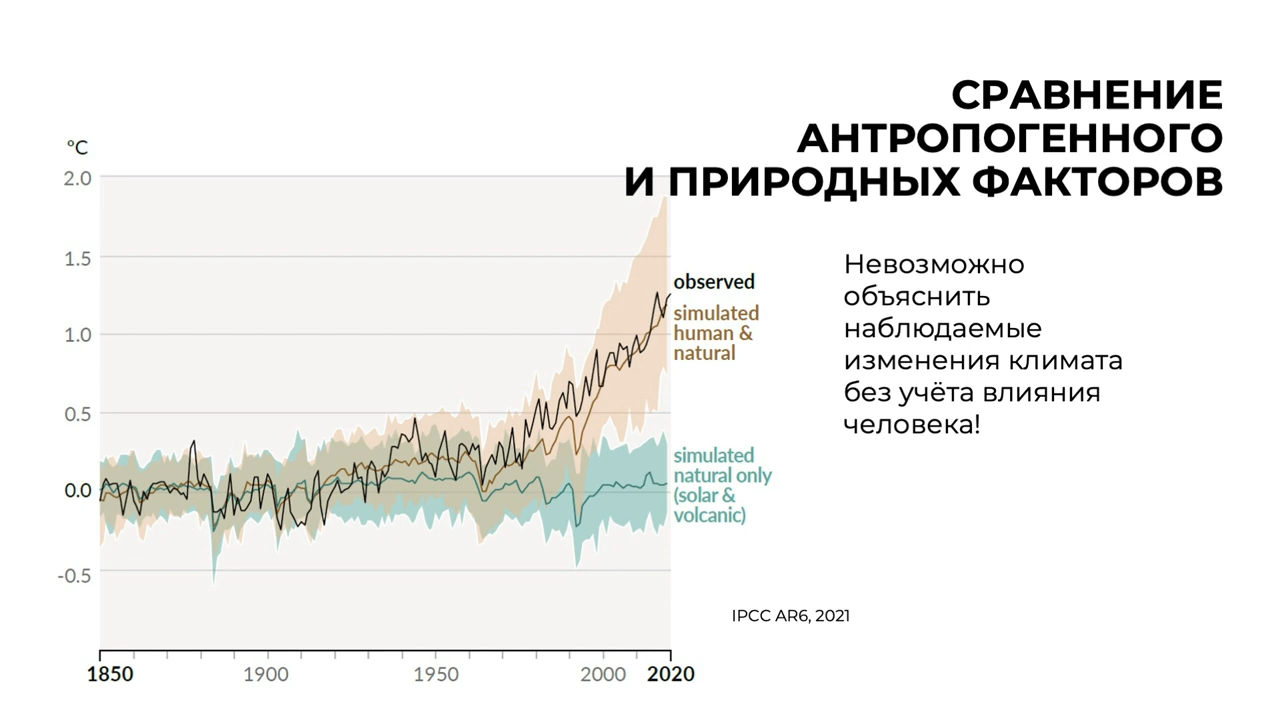 СРАВНЕНИЕ
АНТРОПОГЕННОГО
И ПРИРОДНЫХ ФАКТОРОВ
°C
2.0
1.5
1.0
0.5
0.0
-0.5
1850
1900
1950
2000
2020
observed
simulated
human &
natural
simulated
natural only
(solar &
volcanic)
Невозможно
объяснить
наблюдаемые
изменения климата
без учёта влияния
человека!
IPCC AR6, 2021